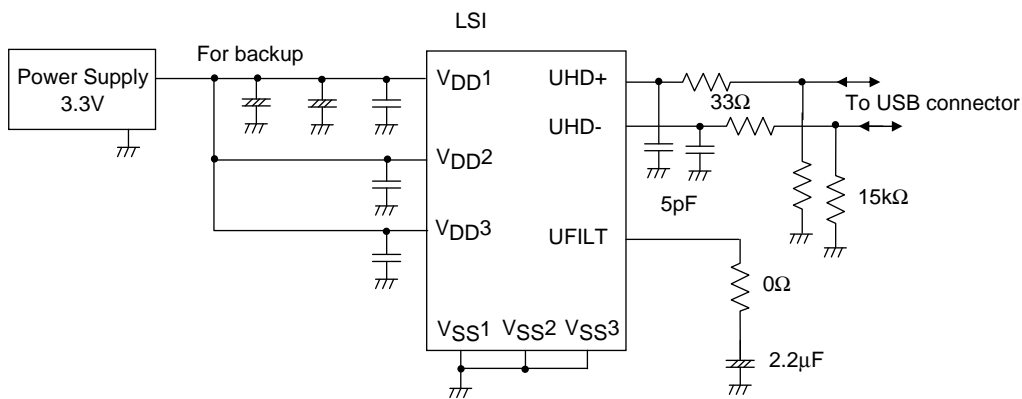 LSI
For backup
Power Supply
3.3V
VDD1
UHD+
33Ω
To USB connector
UHD-
VDD2
5pF
15kΩ
VDD3
UFILT
0Ω
VSS1 VSS2 VSS3
2.2μF